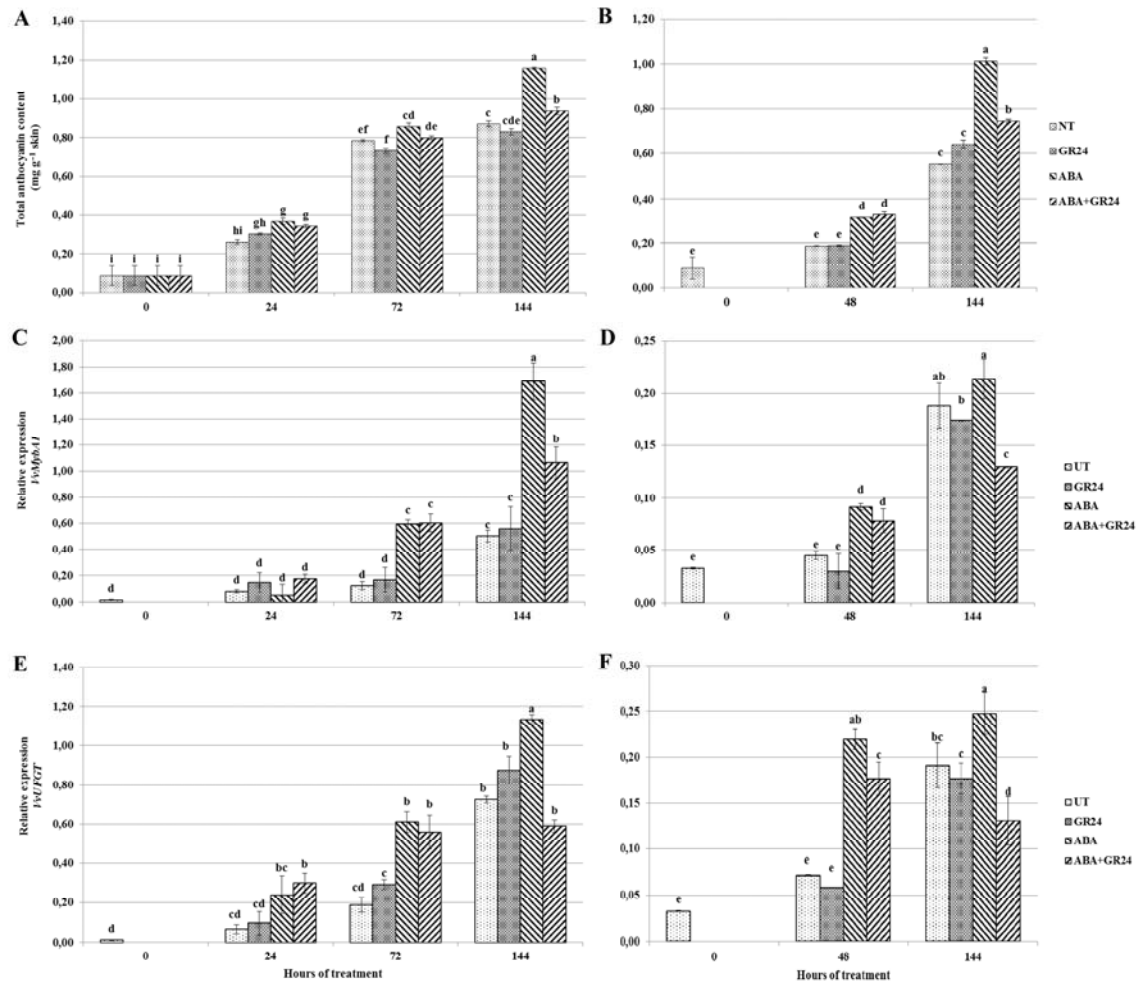 A
Total anthocyanin content
(mg g⁻¹ skin)
1,40
1,20
1,00
0,80
0,60
0,40
0,20
0,00
i i i i
hi gh g g
ef f cd de
c cde a b
0 24 72 144
B
1,20
1,00
0,80
0,60
0,40
0,20
0,00
e
e e d d
c c a b
0 48 144
NT
GR24
ABA
ABA+GR24
C
Relative expression
VvMybA1
2,00
1,80
1,60
1,40
1,20
1,00
0,80
0,60
0,40
0,20
0,00
d
d d d d
d d c c
c c a b
0 24 72 144
D
0,25
0,20
0,15
0,10
0,05
0,00
e
e e d d
ab b a c
0 48 144
UT
GR24
ABA
ABA+GR24
E
Relative expression
VvUFGT
1,40
1,20
1,00
0,80
0,60
0,40
0,20
0,00
d
cd cd bc b
cd c b b
b b a b
0 24 72 144
Hours of treatment
F
0,30
0,25
0,20
0,15
0,10
0,05
0,00
e
e e ab c
bc c a d
0 48 144
Hours of treatment
UT
GR24
ABA
ABA+GR24